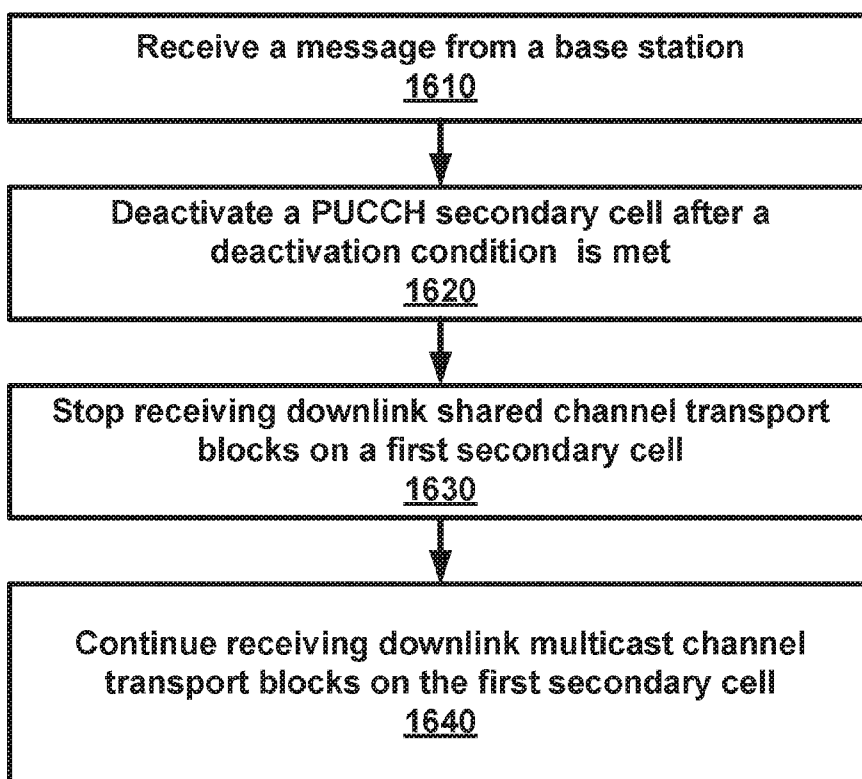 Receive a message from a base station
1610
Deactivate a PUCCH secondary cell after a
deactivation condition is met
1620
Stop receiving downlink shared channel transport
blocks on a first secondary cell
1630
Continue receiving downlink multicast channel
transport blocks on the first secondary cell
1640